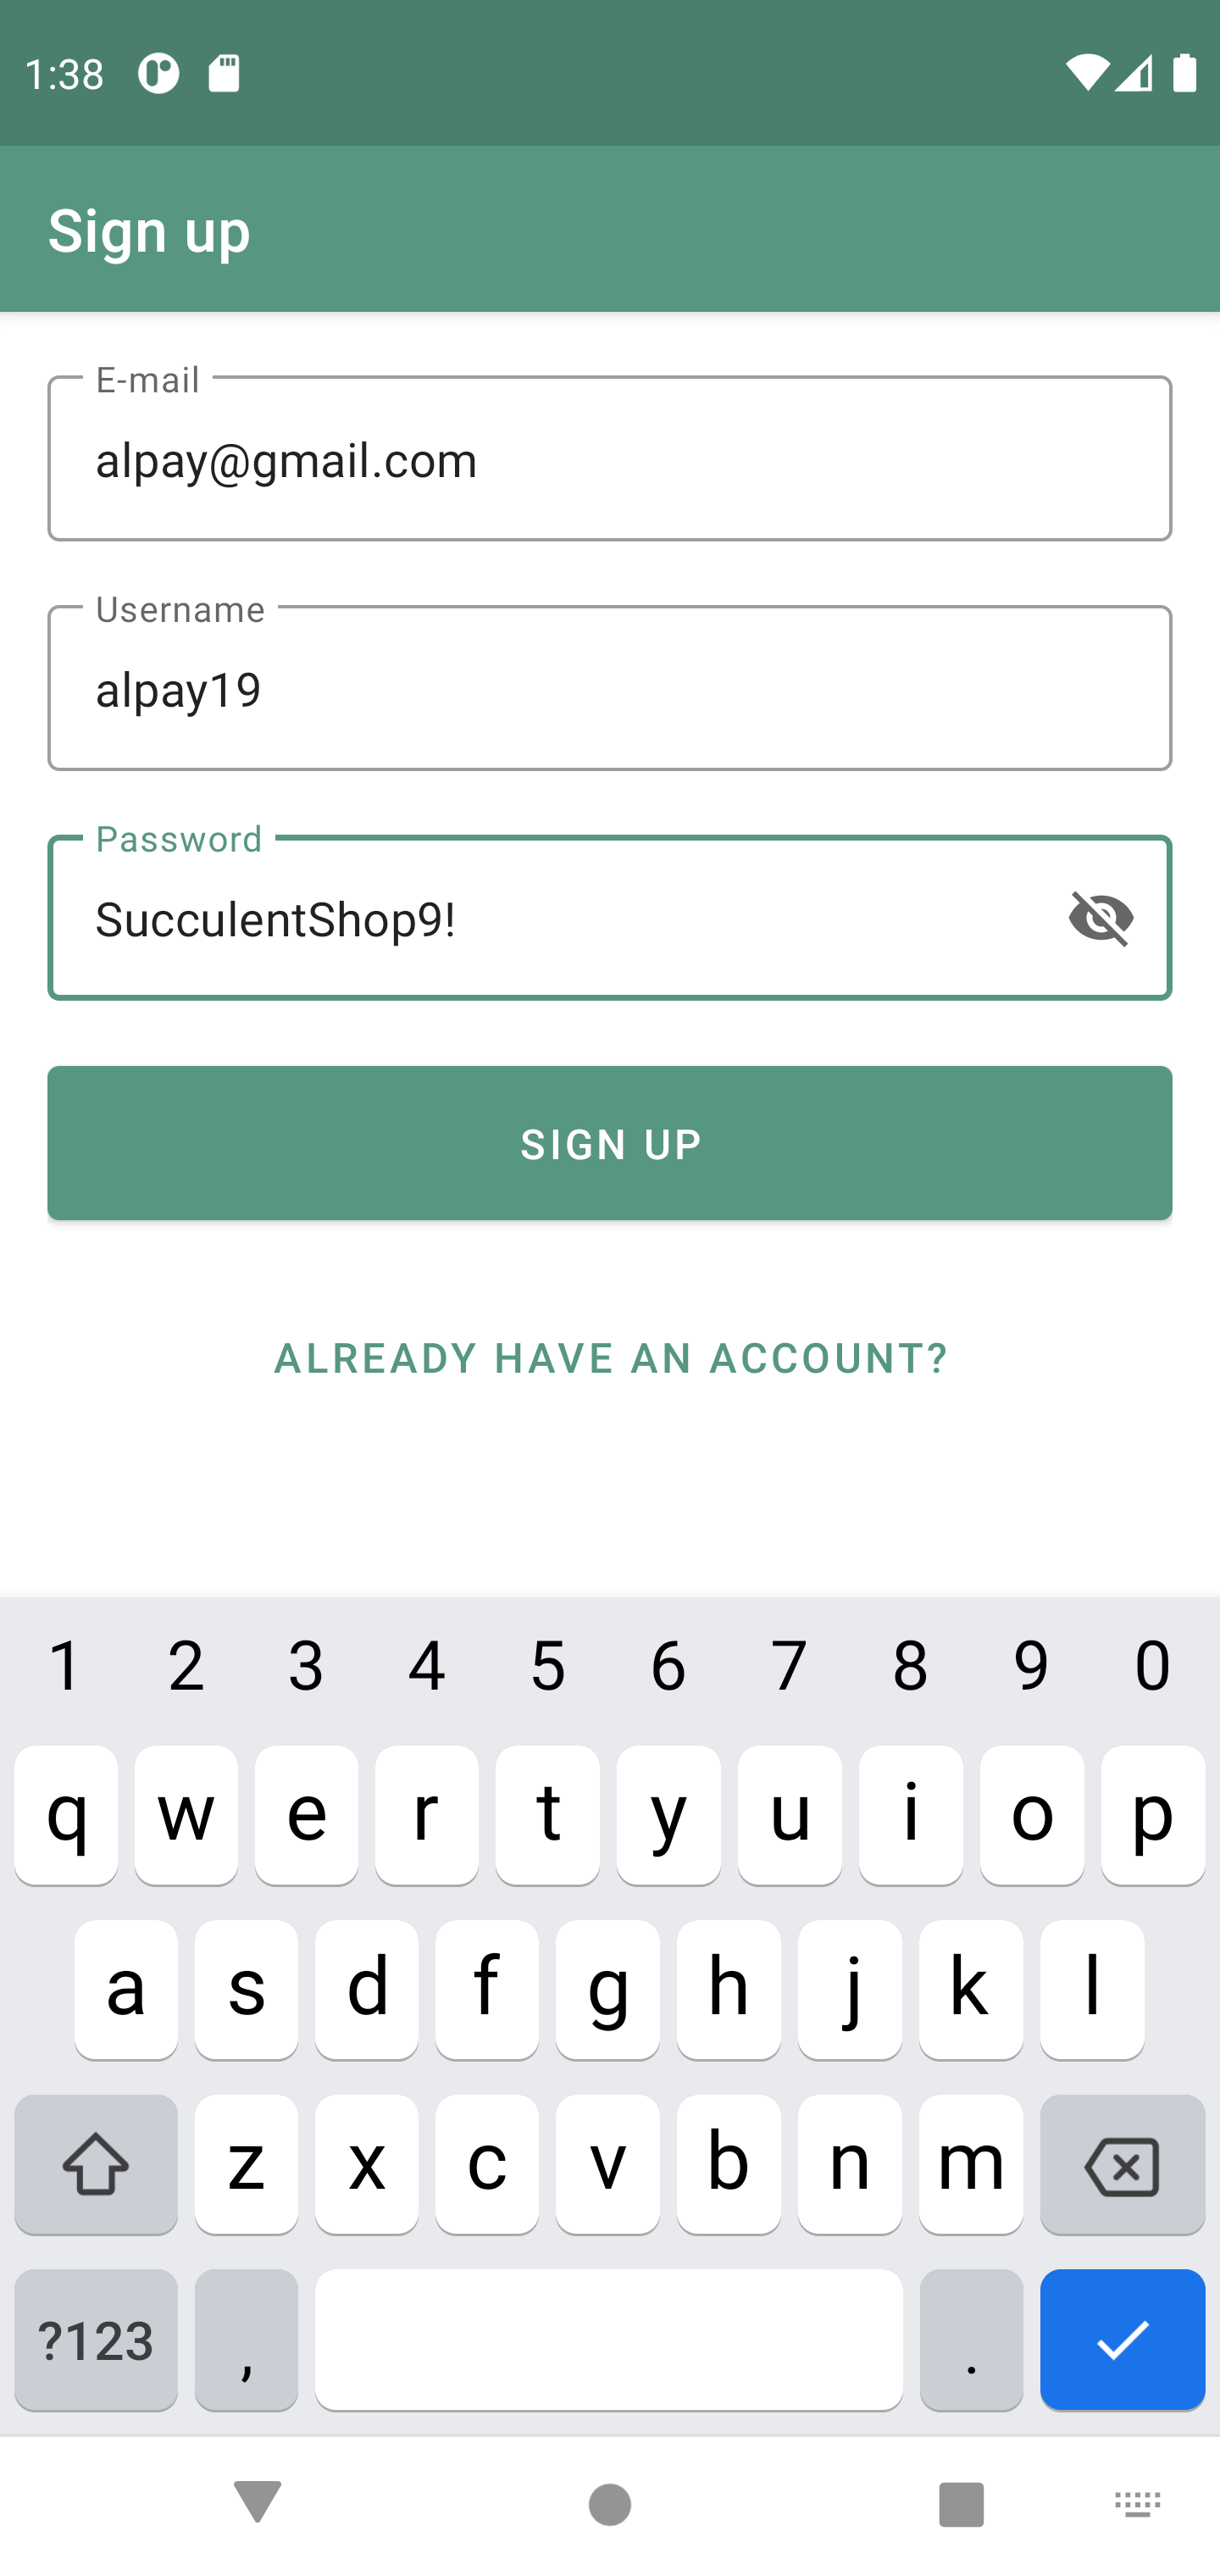 1:38
Sign up
E-mail
alpay@gmail.com
Username
alpay19
Password
SucculentShop9!
SIGN UP
ALREADY HAVE AN ACCOUNT?
1 2 3 4 5 6 7 8 9 0
q w e r t y u i o p
a s d f g h j k l
z x c v b n m
?123 , .